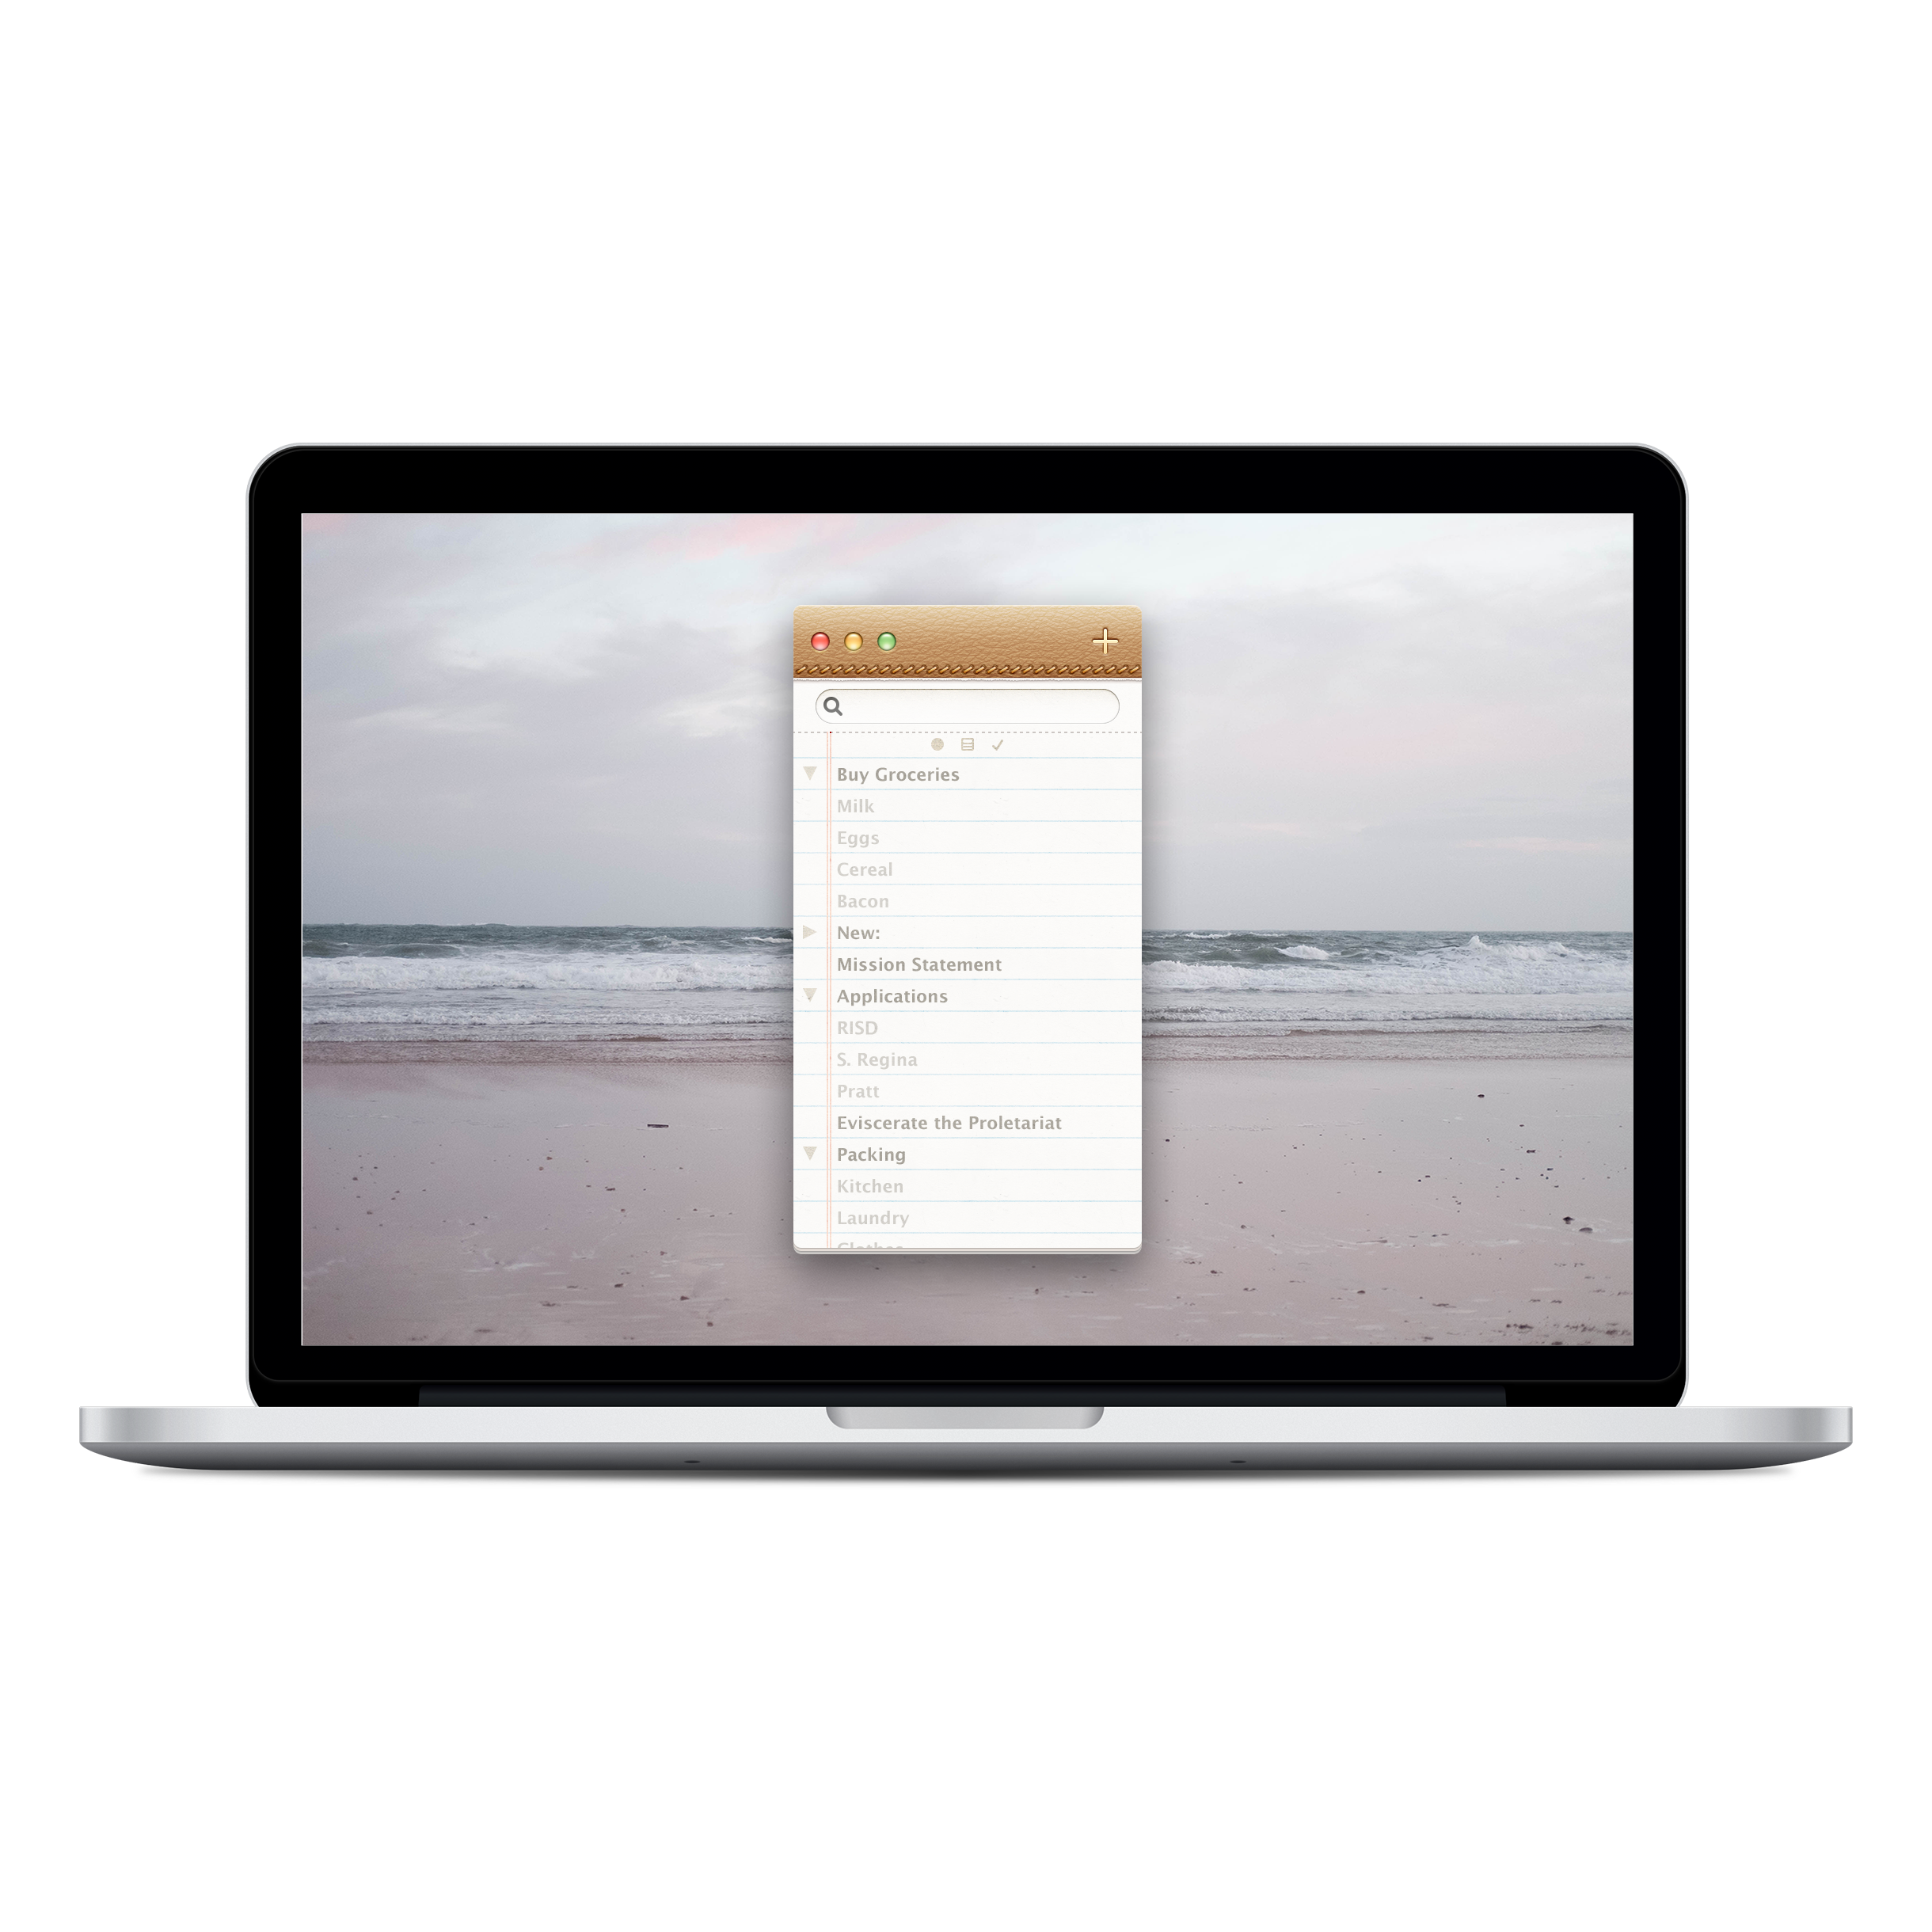 Buy Groceries
Milk
Eggs
Cereal
Bacon
New:
Mission Statement
Applications
RISD
S. Regina
Pratt
Eviscerate the Proletariat
Packing
Kitchen
Laundry
Clothes